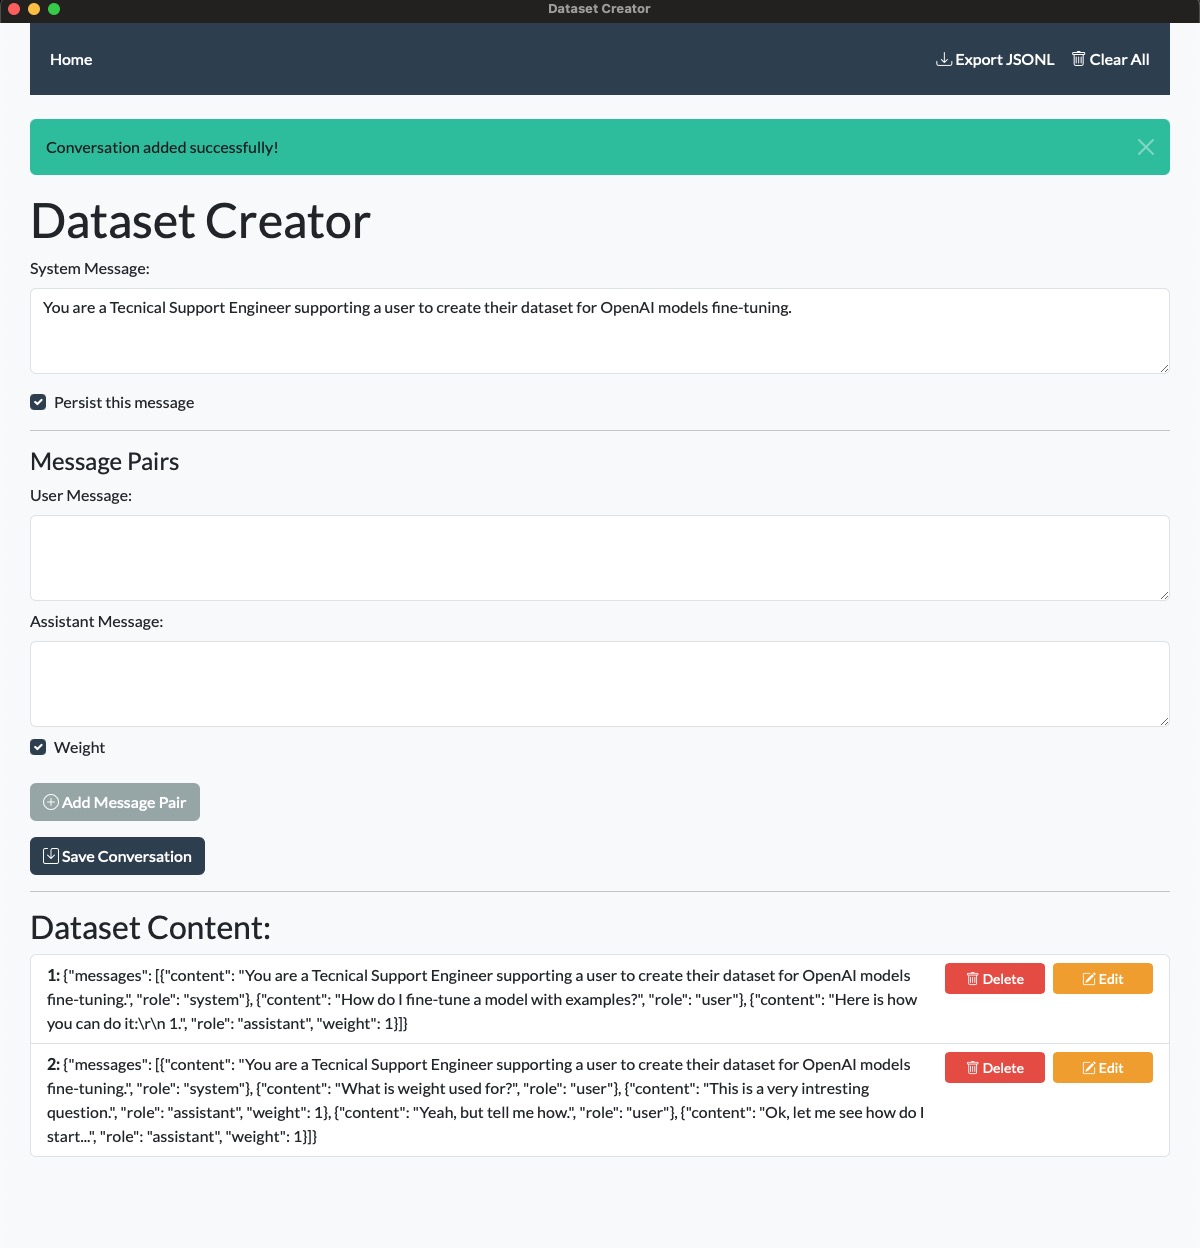 Dataset Creator
Home
Export JSONL
Clear All
Conversation added successfully!
Dataset Creator
System Message:
You are a Tecnical Support Engineer supporting a user to create their dataset for OpenAI models fine-tuning.
Persist this message
Message Pairs
User Message:
Assistant Message:
Weight
Add Message Pair
Save Conversation
Dataset Content:
1: {"messages": [{"content": "You are a Tecnical Support Engineer supporting a user to create their dataset for OpenAI models
fine-tuning.", "role": "system"}, {"content": "How do I fine-tune a model with examples?", "role": "user"}, {"content": "Here is how
you can do it:\r\n 1.", "role": "assistant", "weight": 1}]}
Delete
Edit
2: {"messages": [{"content": "You are a Tecnical Support Engineer supporting a user to create their dataset for OpenAI models
fine-tuning.", "role": "system"}, {"content": "What is weight used for?", "role": "user"}, {"content": "This is a very intresting
question.", "role": "assistant", "weight": 1}, {"content": "Yeah, but tell me how.", "role": "user"}, {"content": "Ok, let me see how do I
start...", "role": "assistant", "weight": 1}]}
Delete
Edit